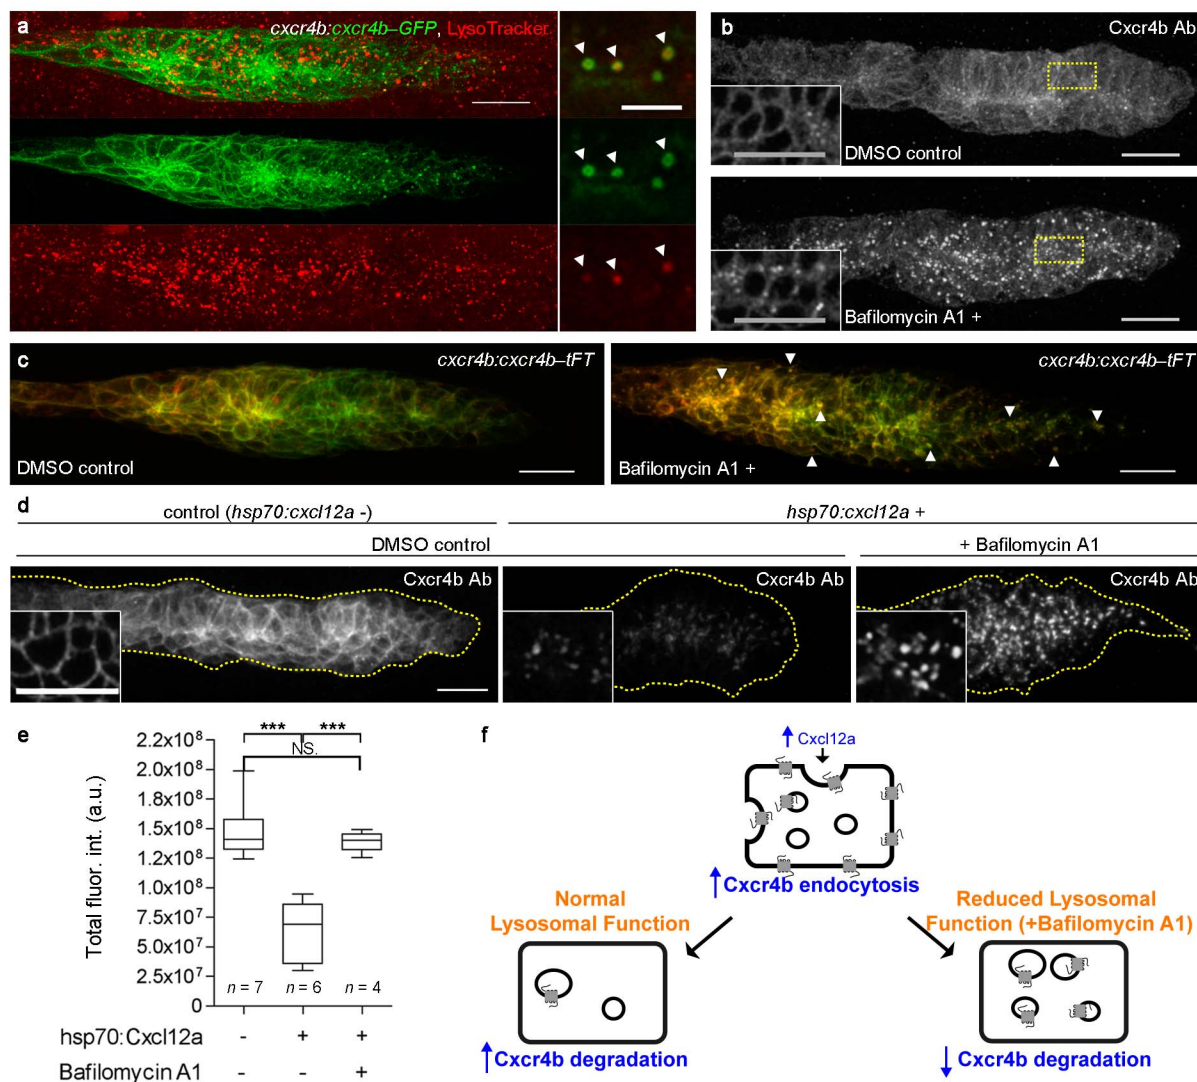 a
cxcr4b:cxcr4b–GFP, LysoTracker
b
Cxcr4b Ab
DMSO control
Bafilomycin A1 +
c
cxcr4b:cxcr4b–tFT
DMSO control
cxcr4b:cxcr4b–tFT
Bafilomycin A1 +
d
control (hsp70:cxcl12a -)
hsp70:cxcl12a +
DMSO control
+ Bafilomycin A1
Cxcr4b Ab
Cxcr4b Ab
Cxcr4b Ab
e
*** ***
NS.
Total fluor. int. (a.u.)
2.2x10⁸
2.0x10⁸
1.8x10⁸
1.5x10⁸
1.2x10⁸
1.0x10⁸
7.5x10⁷
5.0x10⁷
2.5x10⁷
0
n = 7 n = 6 n = 4
hsp70:Cxcl12a - + +
Bafilomycin A1 - - +
f
Cxcl12a
Cxcr4b endocytosis
Normal
Lysosomal Function
Cxcr4b degradation
Reduced Lysosomal
Function (+Bafilomycin A1)
Cxcr4b degradation